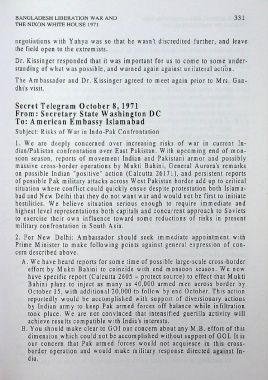 BANGLADESH LIBERATION WAR AND
THE NIXON WHITE HOUSE 1971
331
negotiations with Yahya was so that he wasn't discredited further, and leave
the field open to the extremists.
Dr. Kissinger responded that it was important for us to come to some under-
standing of what was possible, and warned again against unilateral action.
The Ambassador and Dr. Kissinger agreed to meet again prior to Mrs. Gan-
dhi's visit.
Secret Telegram October 8, 1971
From: Secretary State Washington DC
To: American Embassy Islamabad
Subject: Risks of War in Indo-Pak Confrontation
1. We are deeply concerned over increasing risks of war in current In-
dian/Pakistan confrontation over East Pakistan. With upcoming end of mon-
soon season, reports of movement Indian and Pakistani armor and possibly
massive cross-border operations by Mukti Bahini, General Aurora's remarks
on possible Indian "positive" action (Calcutta 2617), and persistent reports
of possible Pak military attacks across West Pakistan border add up to critical
situation where conflict could quickly ensue despite protestation both Islama-
bad and New Delhi that they do not want war and would not be first to initiate
hostilities. We believe situation serious enough to require immediate and
highest level representations both capitals and concurrent approach to Soviets
to exercise their own influence toward some reductions of risks in present
military confrontation in South Asia.
2. For New Delhi: Ambassador should seek immediate appointment with
Prime Minister to make following points against general expression of con-
cern described above.
A. We have heard reports for some time of possible large-scale cross-border
effort by Mukti Bahini to coincide with end monsoon season. We now
have specific report (Calcutta 2605 – protect source) to effect that Mukti
Bahini plans to inject as many as 40,000 armed men across border by
October 15, with additional 30,000 to follow by end October. This action
reportedly would be accomplished with support of diversionary actions
by Indian army to keep Pak armed forces off balance while infiltration
took place. We are not convinced that intensified guerilla activity will
achieve results compatible with India's interests.
B. You should make clear to GOI our concern about any M.B. effort of this
dimension which could not be accomplished without support of GOI. It is
our concern that Pak armed forces would not acquiesce in this cross-
border operation and would make military response directed against In-
dia.